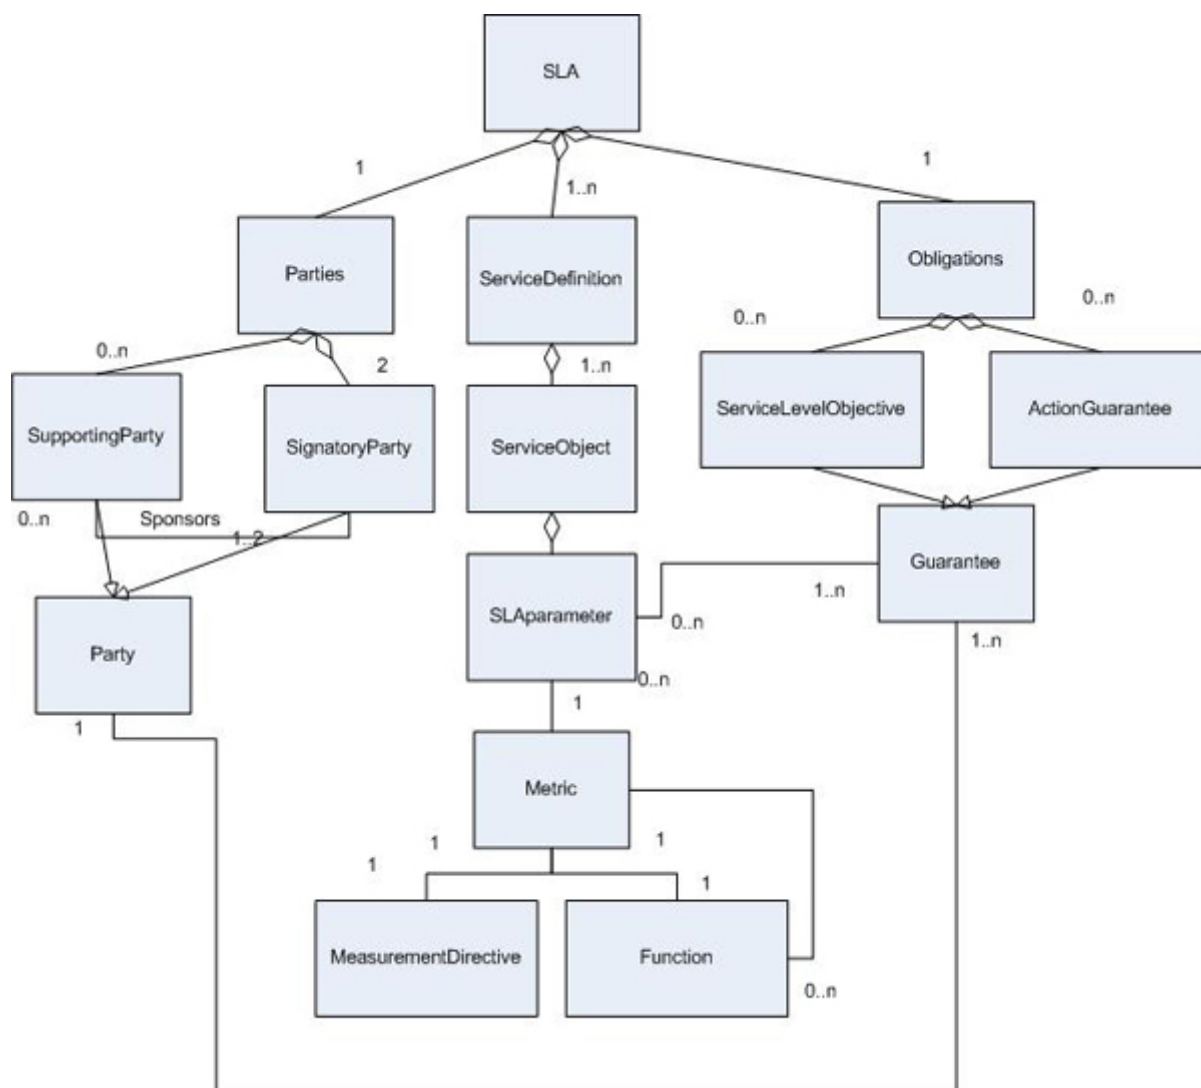 SLA
1
1..n
1
Parties
ServiceDefinition
Obligations
0..n
2
1..n
0..n
0..n
SupportingParty
SignatoryParty
ServiceObject
ServiceLevelObjective
ActionGuarantee
0..n
Sponsors
1..2
Party
SLAparameter
Guarantee
1..n
0..n
1..n
0..n
1
1
Metric
1
1
1
1
MeasurementDirective
Function
0..n